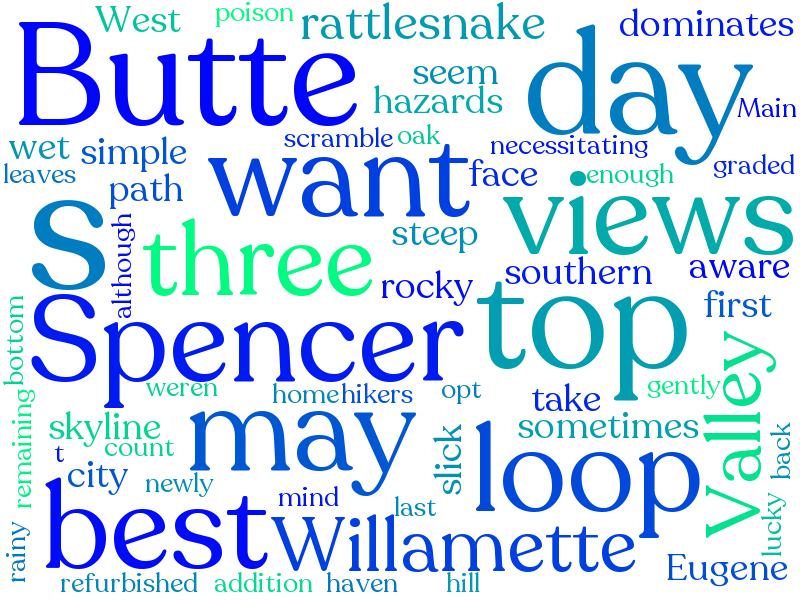 West poison rattlesnake dominates
Butte seem day
hazards Main
wet simple scramble oak necessitating
leaves path want face enough graded
s although three steep views
rocky southern aware
Spencer top first
bottom weren home hikers opt take gently Valley
remaining skyline count may sometimes
t city newly slick loop back
best mind last lucky
rainy Willamette Eugene
refurbished addition haven hill